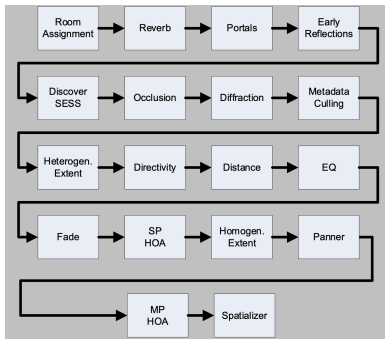 Room
Assignment
Reverb
Portals
Early
Reflections
Discover
SESS
Occlusion
Diffraction
Metadata
Culling
Heterogen.
Extent
Directivity
Distance
EQ
Fade
SP
HOA
Homogen.
Extent
Panner
MP
HOA
Spatializer